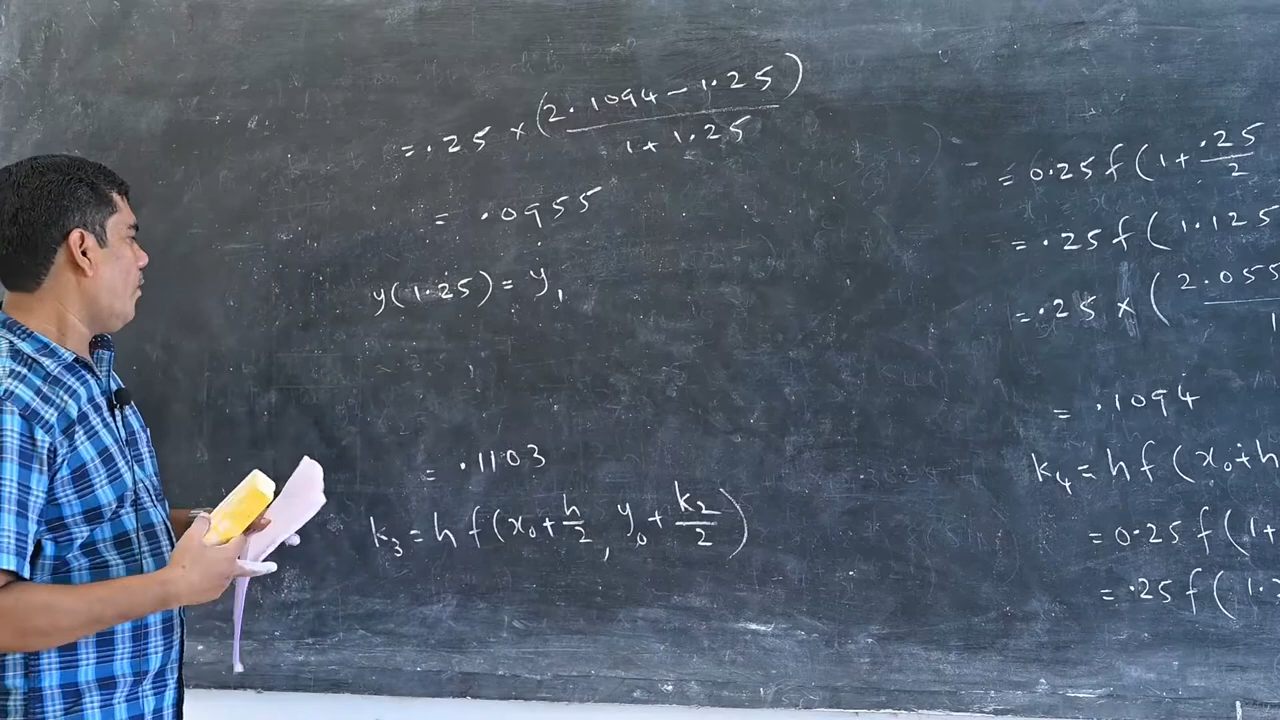 = .25 × (2.1094 - 1.25 / 1 + 1.25)
= .0955
y(1.25) = y₁
= .1103
k₃ = h f(x₀ + h/2, y₀ + k₂/2)
= 0.25 f(1 + .25/2
= .25 f(1.125
= .25 × (2.055 / 1
= .1094
k₄ = h f(x₀ + h
= 0.25 f(1 +
= .25 f(1.2